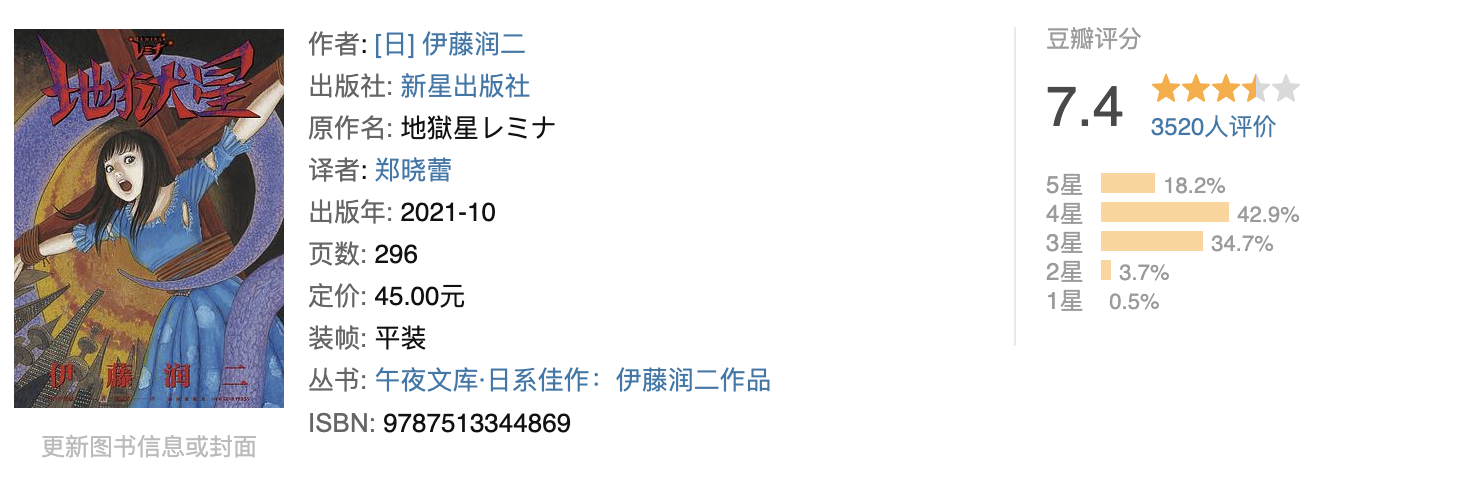 レミナ
地獄星
伊藤润二
更新图书信息或封面
作者: [日] 伊藤润二
出版社: 新星出版社
原作名: 地獄星レミナ
译者: 郑晓蕾
出版年: 2021-10
页数: 296
定价: 45.00元
装帧: 平装
丛书: 午夜文库·日系佳作：伊藤润二作品
ISBN: 9787513344869
豆瓣评分
7.4
3520人评价
5星 18.2%
4星 42.9%
3星 34.7%
2星 3.7%
1星 0.5%